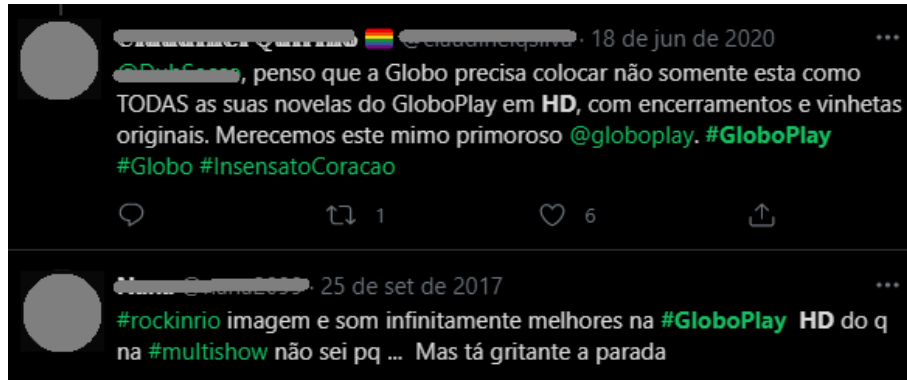 · 18 de jun de 2020
, penso que a Globo precisa colocar não somente esta como
TODAS as suas novelas do GloboPlay em HD, com encerramentos e vinhetas
originais. Merecemos este mimo primoroso @globoplay. #GloboPlay
#Globo #InsensatoCoracao
1 6
· 25 de set de 2017
#rockinrio imagem e som infinitamente melhores na #GloboPlay HD do q
na #multishow não sei pq ... Mas tá gritante a parada